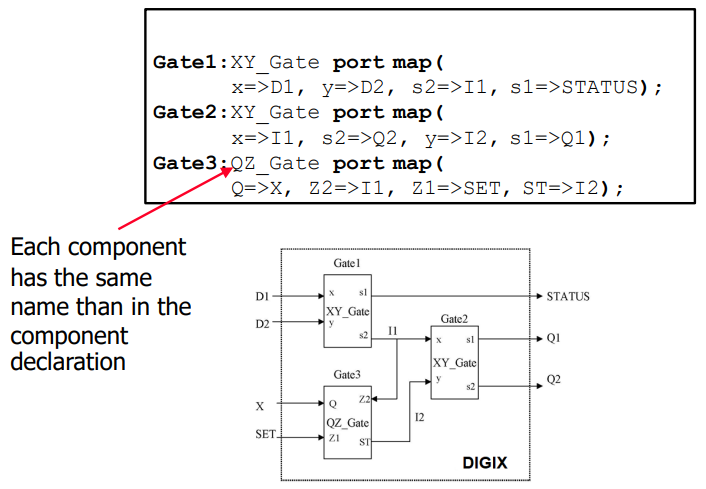 Gate1:XY_Gate port map(
x=>D1, y=>D2, s2=>I1, s1=>STATUS);
Gate2:XY_Gate port map(
x=>I1, s2=>Q2, y=>I2, s1=>Q1);
Gate3:QZ_Gate port map(
Q=>X, Z2=>I1, Z1=>SET, ST=>I2);
Each component
has the same
name than in the
component
declaration
Gate1
D1
x
s1
STATUS
XY_Gate
D2
y
s2
I1
Gate2
x
s1
Q1
XY_Gate
y
s2
Q2
Gate3
X
Q
Z2
QZ_Gate
I2
SET
Z1
ST
DIGIX